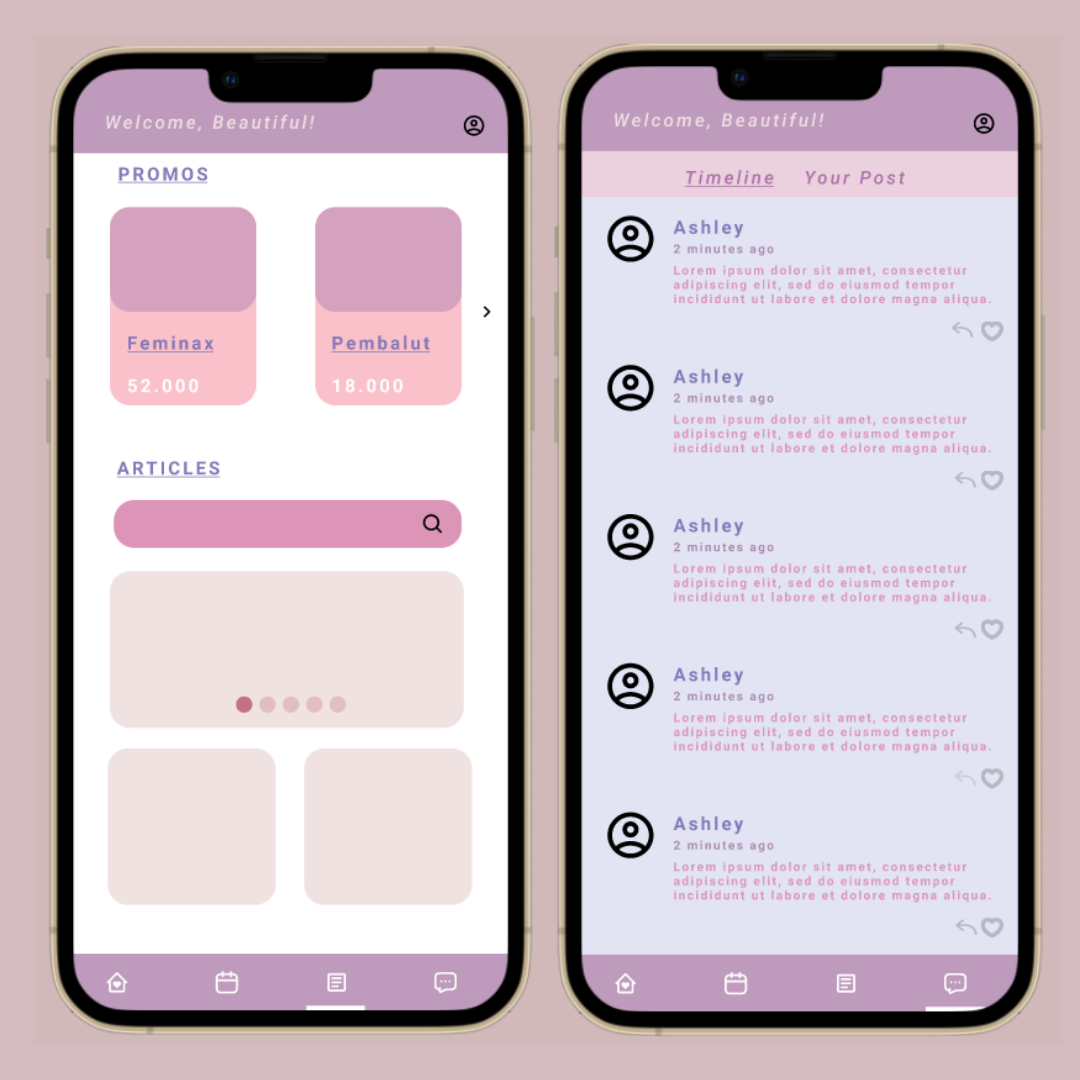 Welcome, Beautiful!
PROMOS
Feminax
52.000
Pembalut
18.000
ARTICLES
Welcome, Beautiful!
Timeline
Your Post
Ashley
2 minutes ago
Lorem ipsum dolor sit amet, consectetur
adipiscing elit, sed do eiusmod tempor
incididunt ut labore et dolore magna aliqua.
Ashley
2 minutes ago
Lorem ipsum dolor sit amet, consectetur
adipiscing elit, sed do eiusmod tempor
incididunt ut labore et dolore magna aliqua.
Ashley
2 minutes ago
Lorem ipsum dolor sit amet, consectetur
adipiscing elit, sed do eiusmod tempor
incididunt ut labore et dolore magna aliqua.
Ashley
2 minutes ago
Lorem ipsum dolor sit amet, consectetur
adipiscing elit, sed do eiusmod tempor
incididunt ut labore et dolore magna aliqua.
Ashley
2 minutes ago
Lorem ipsum dolor sit amet, consectetur
adipiscing elit, sed do eiusmod tempor
incididunt ut labore et dolore magna aliqua.